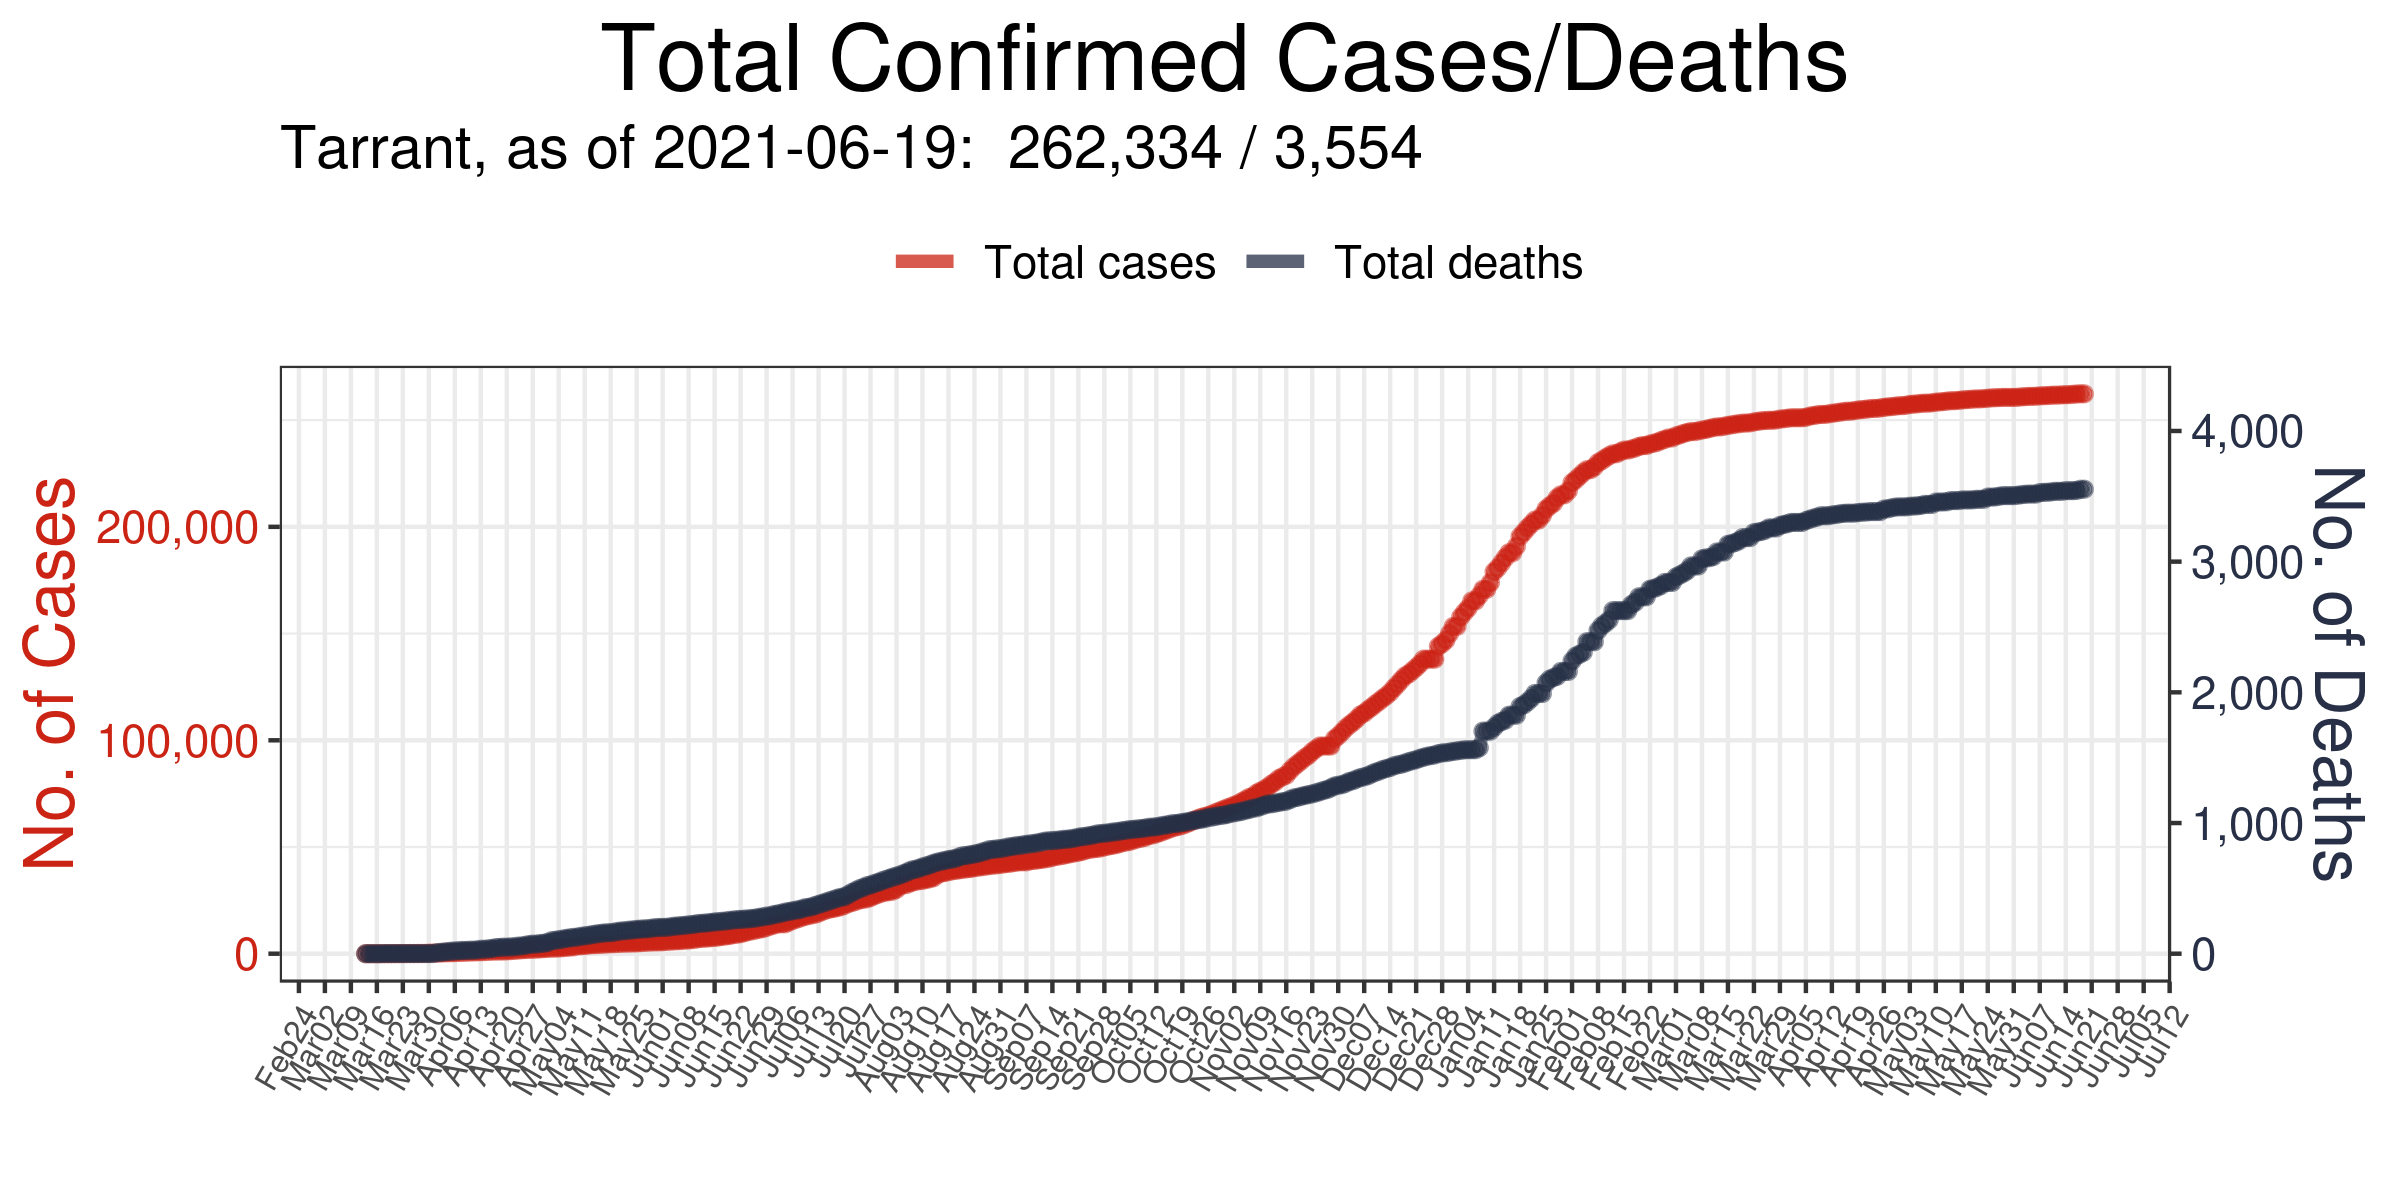 Total Confirmed Cases/Deaths
Tarrant, as of 2021-06-19:  262,334 / 3,554
Total cases
Total deaths
No. of Cases
200,000
100,000
0
4,000
3,000
2,000
1,000
0
No. of Deaths
Feb24
Mar02
Mar09
Mar16
Mar23
Mar30
Apr06
Apr13
Apr20
Apr27
May04
May11
May18
May25
Jun01
Jun08
Jun15
Jun22
Jun29
Jul06
Jul13
Jul20
Jul27
Aug03
Aug10
Aug17
Aug24
Aug31
Sep07
Sep14
Sep21
Sep28
Oct05
Oct12
Oct19
Oct26
Nov02
Nov09
Nov16
Nov23
Nov30
Dec07
Dec14
Dec21
Dec28
Jan04
Jan11
Jan18
Jan25
Feb01
Feb08
Feb15
Feb22
Mar01
Mar08
Mar15
Mar22
Mar29
Apr05
Apr12
Apr19
Apr26
May03
May10
May17
May24
May31
Jun07
Jun14
Jun21
Jun28
Jul05
Jul12